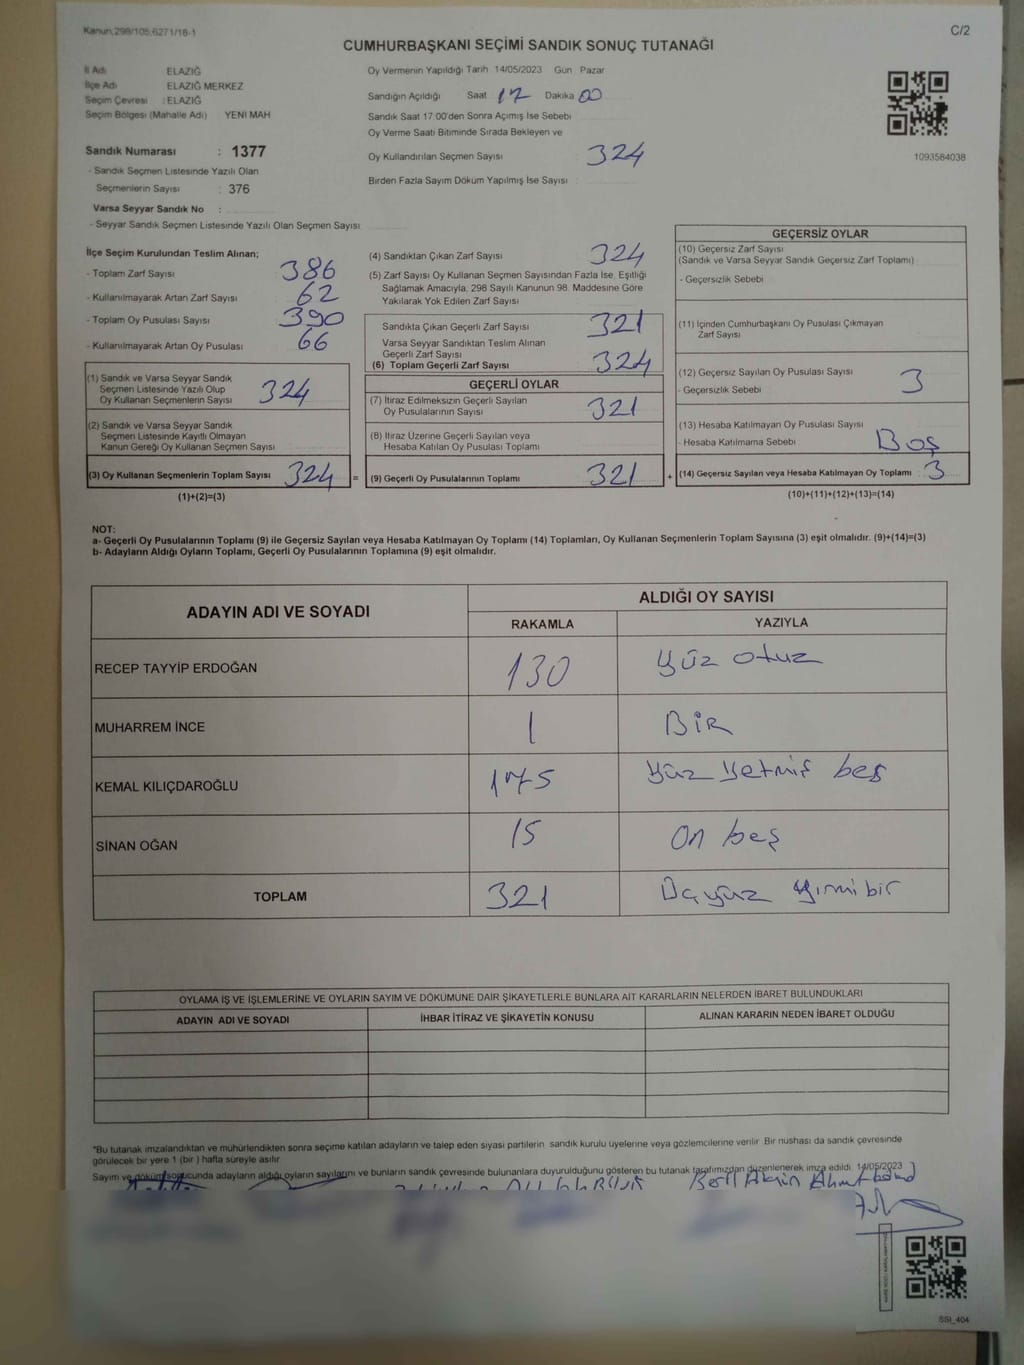 Kanun:298/105,6271/18-1
C/2
CUMHURBAŞKANI SEÇİMİ SANDIK SONUÇ TUTANAĞI
İl Adı ELAZIĞ
İlçe Adı ELAZIĞ MERKEZ
Seçim Çevresi : ELAZIĞ
Seçim Bölgesi (Mahalle Adı) YENİ MAH
Sandık Numarası : 1377
- Sandık Seçmen Listesinde Yazılı Olan
Seçmenlerin Sayısı : 376
Varsa Seyyar Sandık No :
- Seyyar Sandık Seçmen Listesinde Yazılı Olan Seçmen Sayısı
Oy Vermenin Yapıldığı Tarih 14/05/2023 Gün Pazar
Sandığın Açıldığı Saat 17 Dakika 00
Sandık Saat 17:00'den Sonra Açımış İse Sebebi
Oy Verme Saati Bitiminde Sırada Bekleyen ve
Oy Kullandırılan Seçmen Sayısı 324
Birden Fazla Sayım Döküm Yapılmış İse Sayısı :
1093584038
İlçe Seçim Kurulundan Teslim Alınan;
- Toplam Zarf Sayısı 386
- Kullanılmayarak Artan Zarf Sayısı 62
- Toplam Oy Pusulası Sayısı 390
- Kullanılmayarak Artan Oy Pusulası 66
(1) Sandık ve Varsa Seyyar Sandık
Seçmen Listesinde Yazılı Olup
Oy Kullanan Seçmenlerin Sayısı 324
(2) Sandık ve Varsa Seyyar Sandık
Seçmen Listesinde Kayıtlı Olmayan
Kanun Gereği Oy Kullanan Seçmen Sayısı
(3) Oy Kullanan Seçmenlerin Toplam Sayısı 324 =
(1)+(2)=(3)
(4) Sandıktan Çıkan Zarf Sayısı 324
(5) Zarf Sayısı Oy Kullanan Seçmen Sayısından Fazla İse, Eşitliği
Sağlamak Amacıyla, 298 Sayılı Kanunun 98. Maddesine Göre
Yakılarak Yok Edilen Zarf Sayısı
Sandıkta Çıkan Geçerli Zarf Sayısı 321
Varsa Seyyar Sandıktan Teslim Alınan
Geçerli Zarf Sayısı
(6) Toplam Geçerli Zarf Sayısı 324
GEÇERLİ OYLAR
(7) İtiraz Edilmeksizin Geçerli Sayılan
Oy Pusulalarının Sayısı 321
(8) İtiraz Üzerine Geçerli Sayılan veya
Hesaba Katılan Oy Pusulası Toplamı
(9) Geçerli Oy Pusulalarının Toplamı 321 +
GEÇERSİZ OYLAR
(10) Geçersiz Zarf Sayısı
(Sandık ve Varsa Seyyar Sandık Geçersiz Zarf Toplamı)
- Geçersizlik Sebebi
(11) İçinden Cumhurbaşkanı Oy Pusulası Çıkmayan
Zarf Sayısı
(12) Geçersiz Sayılan Oy Pusulası Sayısı 3
- Geçersizlik Sebebi
(13) Hesaba Katılmayan Oy Pusulası Sayısı
- Hesaba Katılmama Sebebi Boş
(14) Geçersiz Sayılan veya Hesaba Katılmayan Oy Toplamı 3
(10)+(11)+(12)+(13)=(14)
NOT:
a- Geçerli Oy Pusulalarının Toplamı (9) ile Geçersiz Sayılan veya Hesaba Katılmayan Oy Toplamı (14) Toplamları, Oy Kullanan Seçmenlerin Toplam Sayısına (3) eşit olmalıdır. (9)+(14)=(3)
b- Adayların Aldığı Oyların Toplamı, Geçerli Oy Pusulalarının Toplamına (9) eşit olmalıdır.
ADAYIN ADI VE SOYADI ALDIĞI OY SAYISI
RAKAMLA YAZIYLA
RECEP TAYYİP ERDOĞAN 130 Yüz otuz
MUHARREM İNCE 1 BİR
KEMAL KILIÇDAROĞLU 175 Yüz Yetmiş beş
SİNAN OĞAN 15 On beş
TOPLAM 321 Üçyüz Yirmi bir
OYLAMA İŞ VE İŞLEMLERİNE VE OYLARIN SAYIM VE DÖKÜMÜNE DAİR ŞİKAYETLERLE BUNLARA AİT KARARLARIN NELERDEN İBARET BULUNDUKLARI
ADAYIN ADI VE SOYADI İHBAR İTİRAZ VE ŞİKAYETİN KONUSU ALINAN KARARIN NEDEN İBARET OLDUĞU
*Bu tutanak imzalandıktan ve mühürlendikten sonra seçime katılan adayların ve talep eden siyasi partilerin sandık kurulu üyelerine veya gözlemcilerine verilir. Bir nüshası da sandık çevresinde
görülecek bir yere 1 (bir) hafta süreyle asılır.
Sayım ve döküm sonucunda adayların aldığı oyların sayılarını ve bunların sandık çevresinde bulunanlara duyurulduğunu gösteren bu tutanak tarafımızdan düzenlenerek imza edildi. 14/05/2023
SSI_404